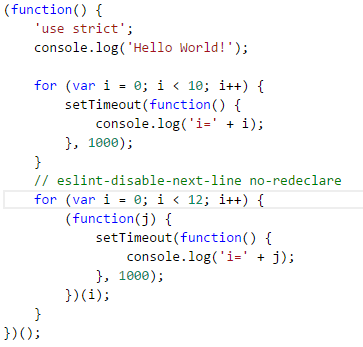 (function() {
    'use strict';
    console.log('Hello World!');

    for (var i = 0; i < 10; i++) {
        setTimeout(function() {
            console.log('i=' + i);
        }, 1000);
    }
    // eslint-disable-next-line no-redeclare
    for (var i = 0; i < 12; i++) {
        (function(j) {
            setTimeout(function() {
                console.log('i=' + j);
            }, 1000);
        })(i);
    }
})();